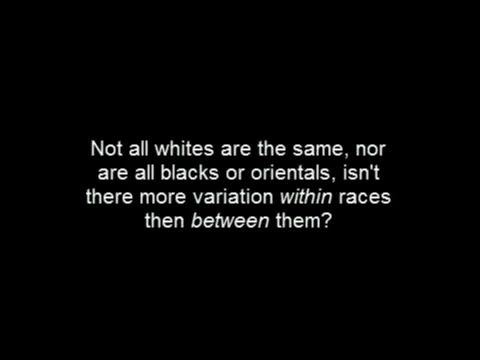 Not all whites are the same, nor
are all blacks or orientals, isn't
there more variation within races
then between them?